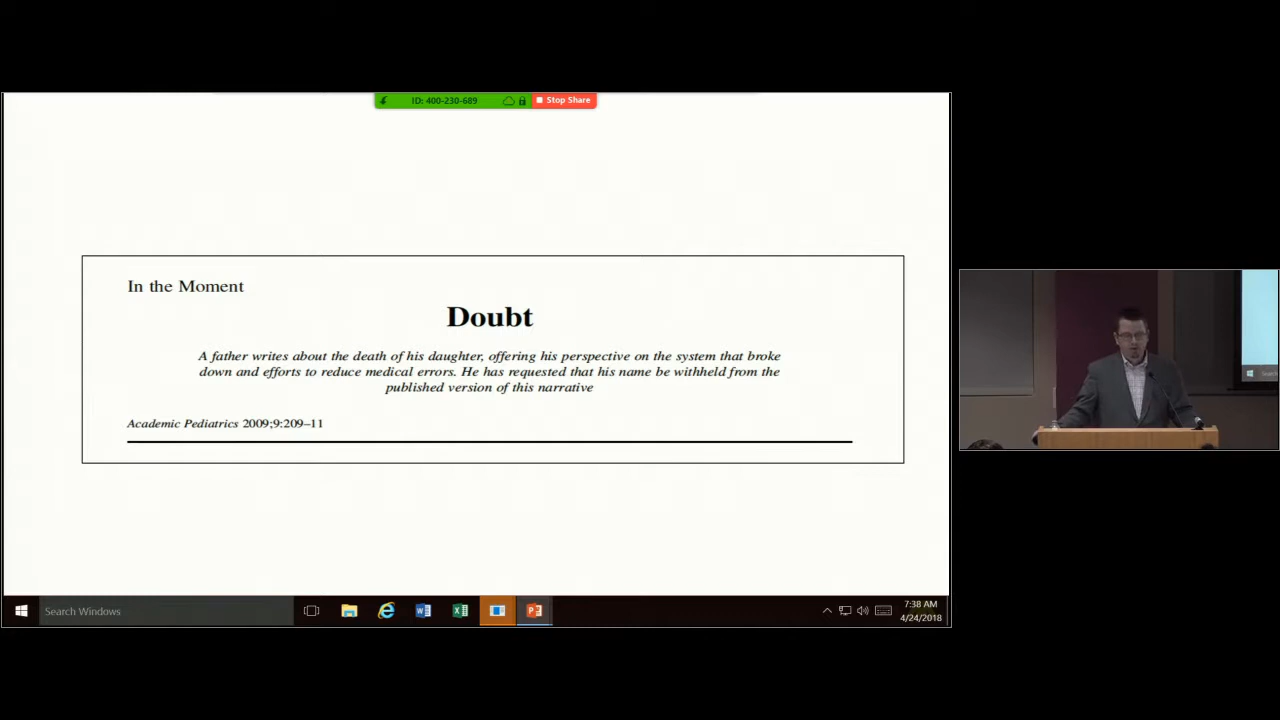 ID: 400-230-689
Stop Share
In the Moment
Doubt
A father writes about the death of his daughter, offering his perspective on the system that broke
down and efforts to reduce medical errors. He has requested that his name be withheld from the
published version of this narrative
Academic Pediatrics 2009;9:209–11
Search Windows
7:38 AM
4/24/2018